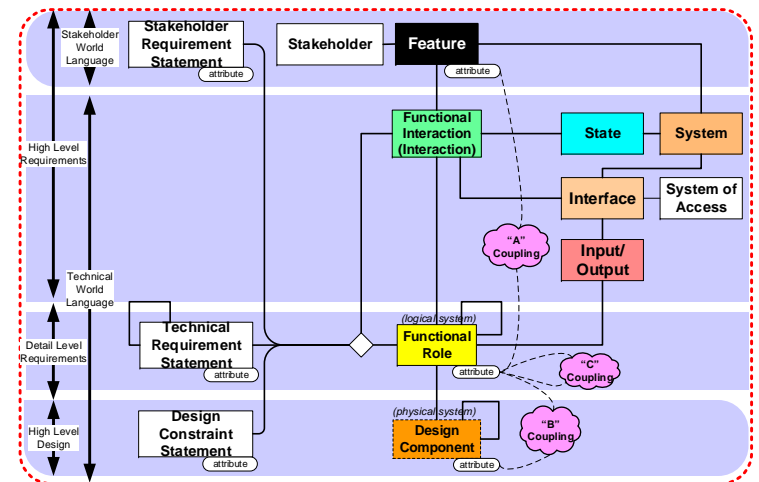 Stakeholder
World
Language
Stakeholder
Requirement
Statement
attribute
Stakeholder
Feature
attribute
High Level
Requirements
Functional
Interaction
(Interaction)
State
System
Interface
System of
Access
"A"
Coupling
Input/
Output
Technical
World
Language
Detail Level
Requirements
Technical
Requirement
Statement
attribute
(logical system)
Functional
Role
attribute
"C"
Coupling
High Level
Design
Design
Constraint
Statement
attribute
(physical system)
Design
Component
attribute
"B"
Coupling